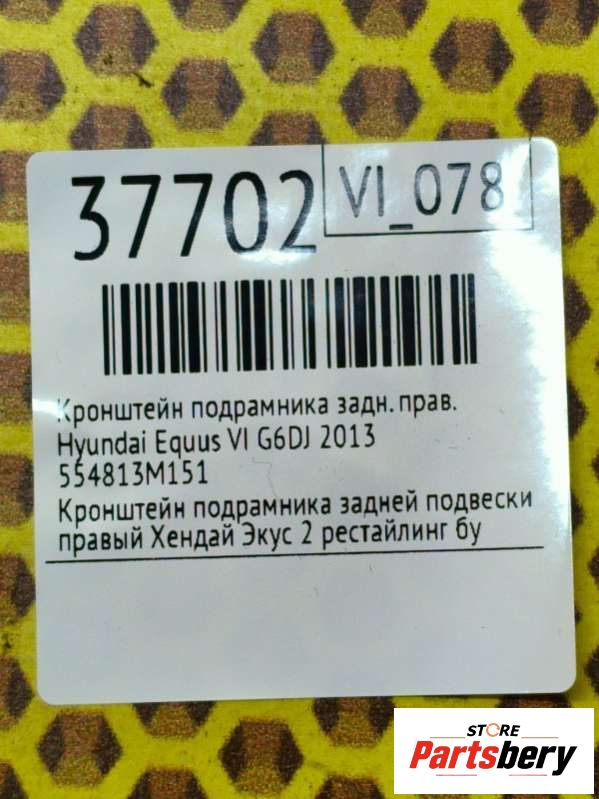 37702
VI_078
Кронштейн подрамника задн. прав.
Hyundai Equus VI G6DJ 2013
554813M151
Кронштейн подрамника задней подвески
правый Хендай Экус 2 рестайлинг бу
STORE
Partsbery